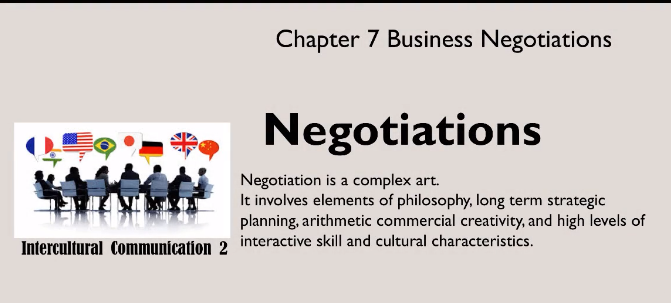 Chapter 7 Business Negotiations
Negotiations
Negotiation is a complex art.
It involves elements of philosophy, long term strategic
planning, arithmetic commercial creativity, and high levels of
interactive skill and cultural characteristics.
Intercultural Communication 2